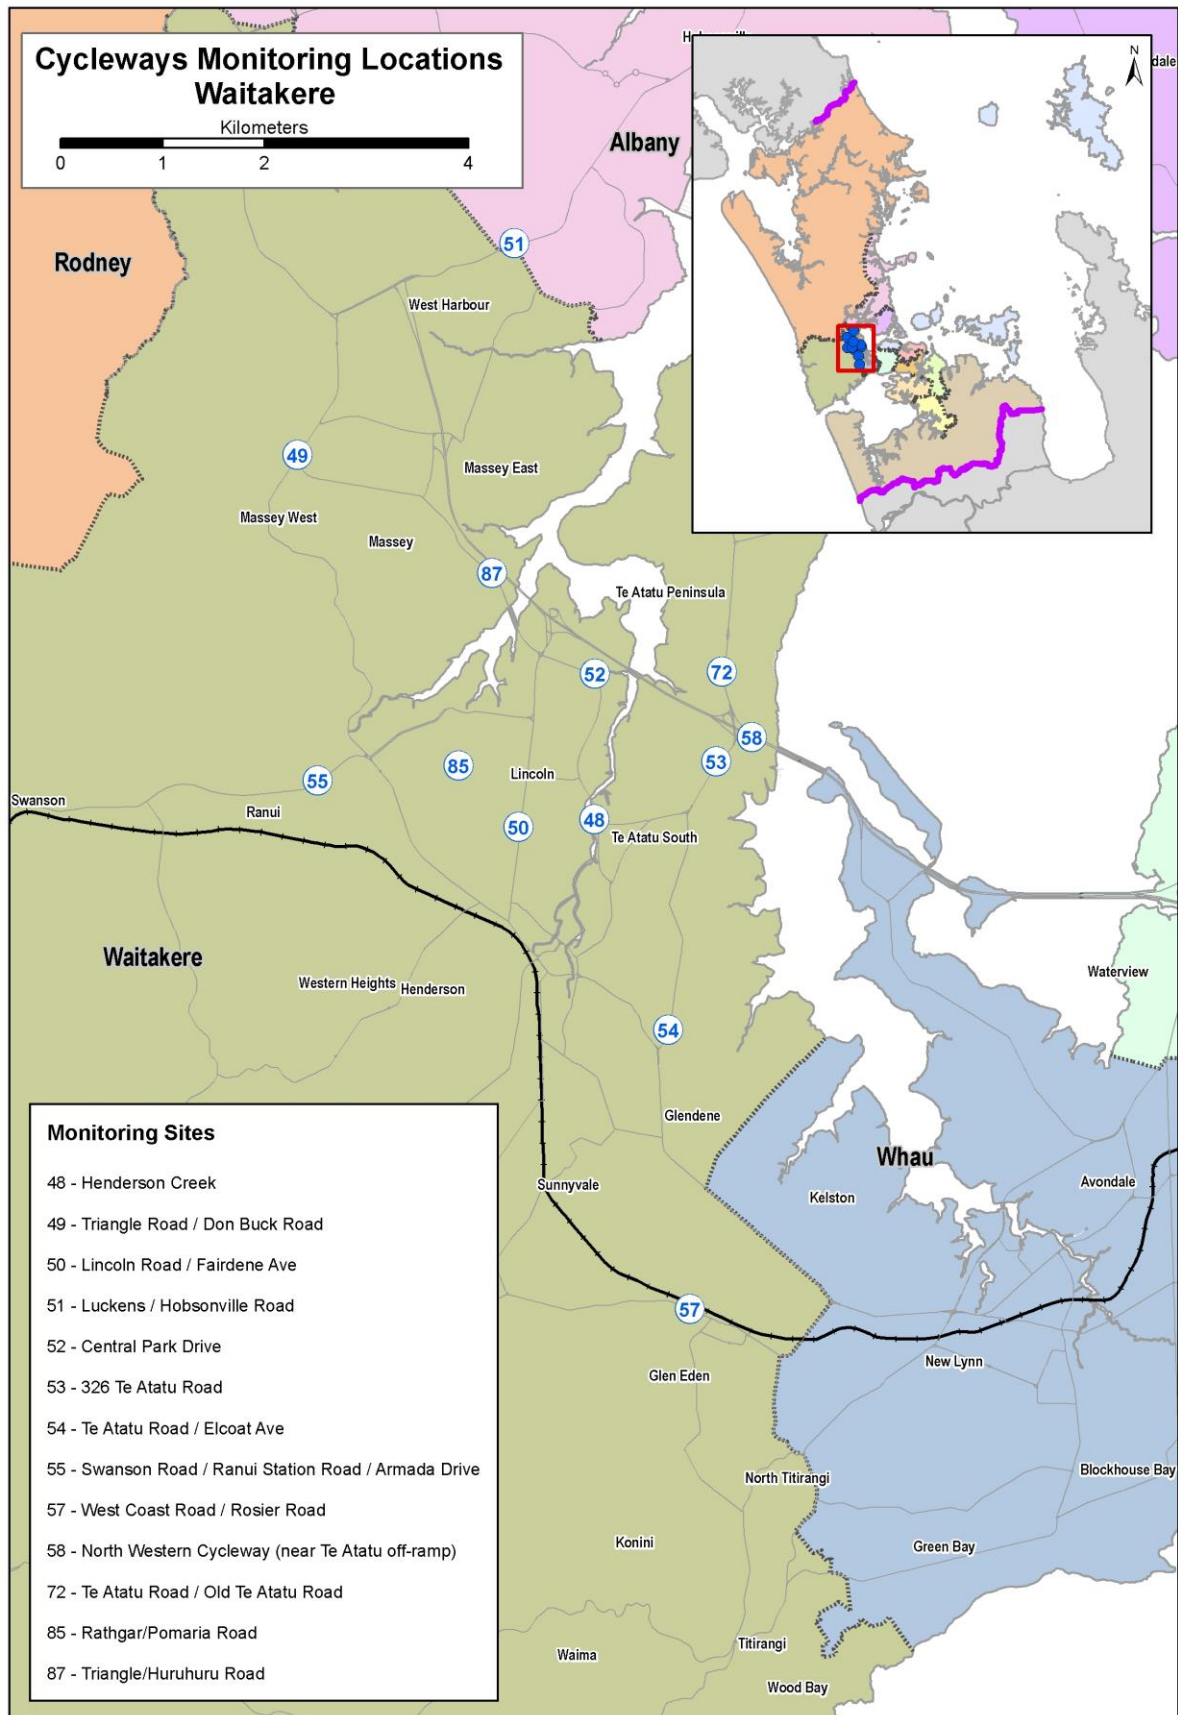 Cycleways Monitoring Locations
Waitakere
Kilometers
0 1 2 4
N
dale
Albany
Rodney
51
West Harbour
49
Massey East
Massey West
Massey
87
Te Atatu Peninsula
52
72
58
53
85
Lincoln
55
Swanson
Ranui
50
48
Te Atatu South
Waitakere
Western Heights
Henderson
Waterview
54
Glendene
Whau
Sunnyvale
Kelston
Avondale
57
New Lynn
Glen Eden
North Titirangi
Blockhouse Bay
Konini
Green Bay
Titirangi
Waima
Wood Bay
Monitoring Sites
48 - Henderson Creek
49 - Triangle Road / Don Buck Road
50 - Lincoln Road / Fairdene Ave
51 - Luckens / Hobsonville Road
52 - Central Park Drive
53 - 326 Te Atatu Road
54 - Te Atatu Road / Elcoat Ave
55 - Swanson Road / Ranui Station Road / Armada Drive
57 - West Coast Road / Rosier Road
58 - North Western Cycleway (near Te Atatu off-ramp)
72 - Te Atatu Road / Old Te Atatu Road
85 - Rathgar/Pomaria Road
87 - Triangle/Huruhuru Road